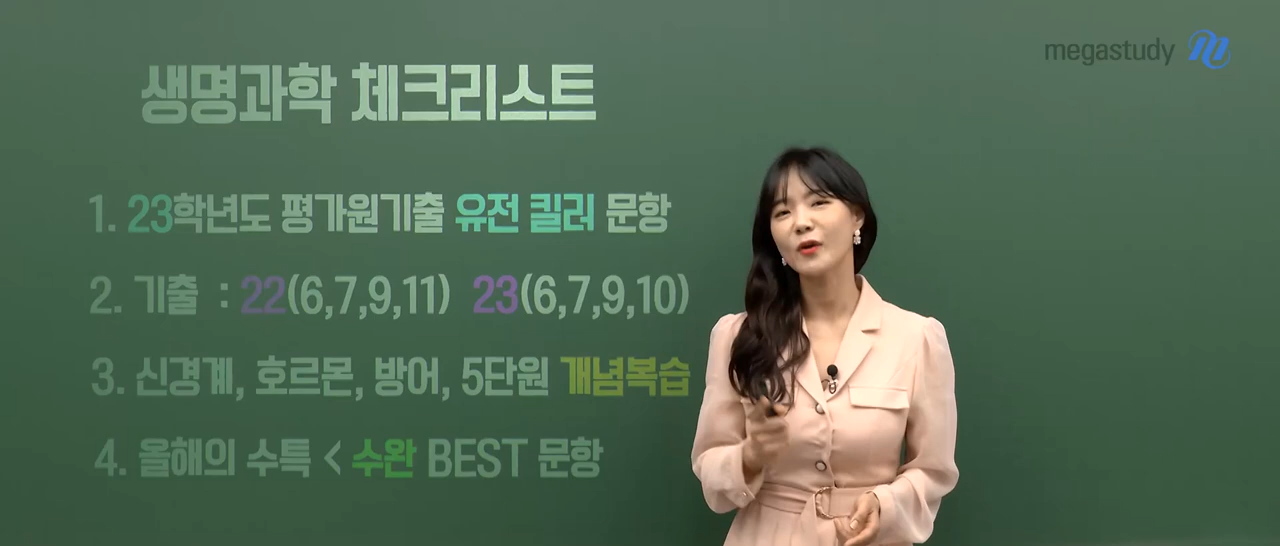 megastudy
생명과학 체크리스트
1. 23학년도 평가원기출 유전 킬러 문항
2. 기출 : 22(6,7,9,11) 23(6,7,9,10)
3. 신경계, 호르몬, 방어, 5단원 개념복습
4. 올해의 수특 < 수완 BEST 문항